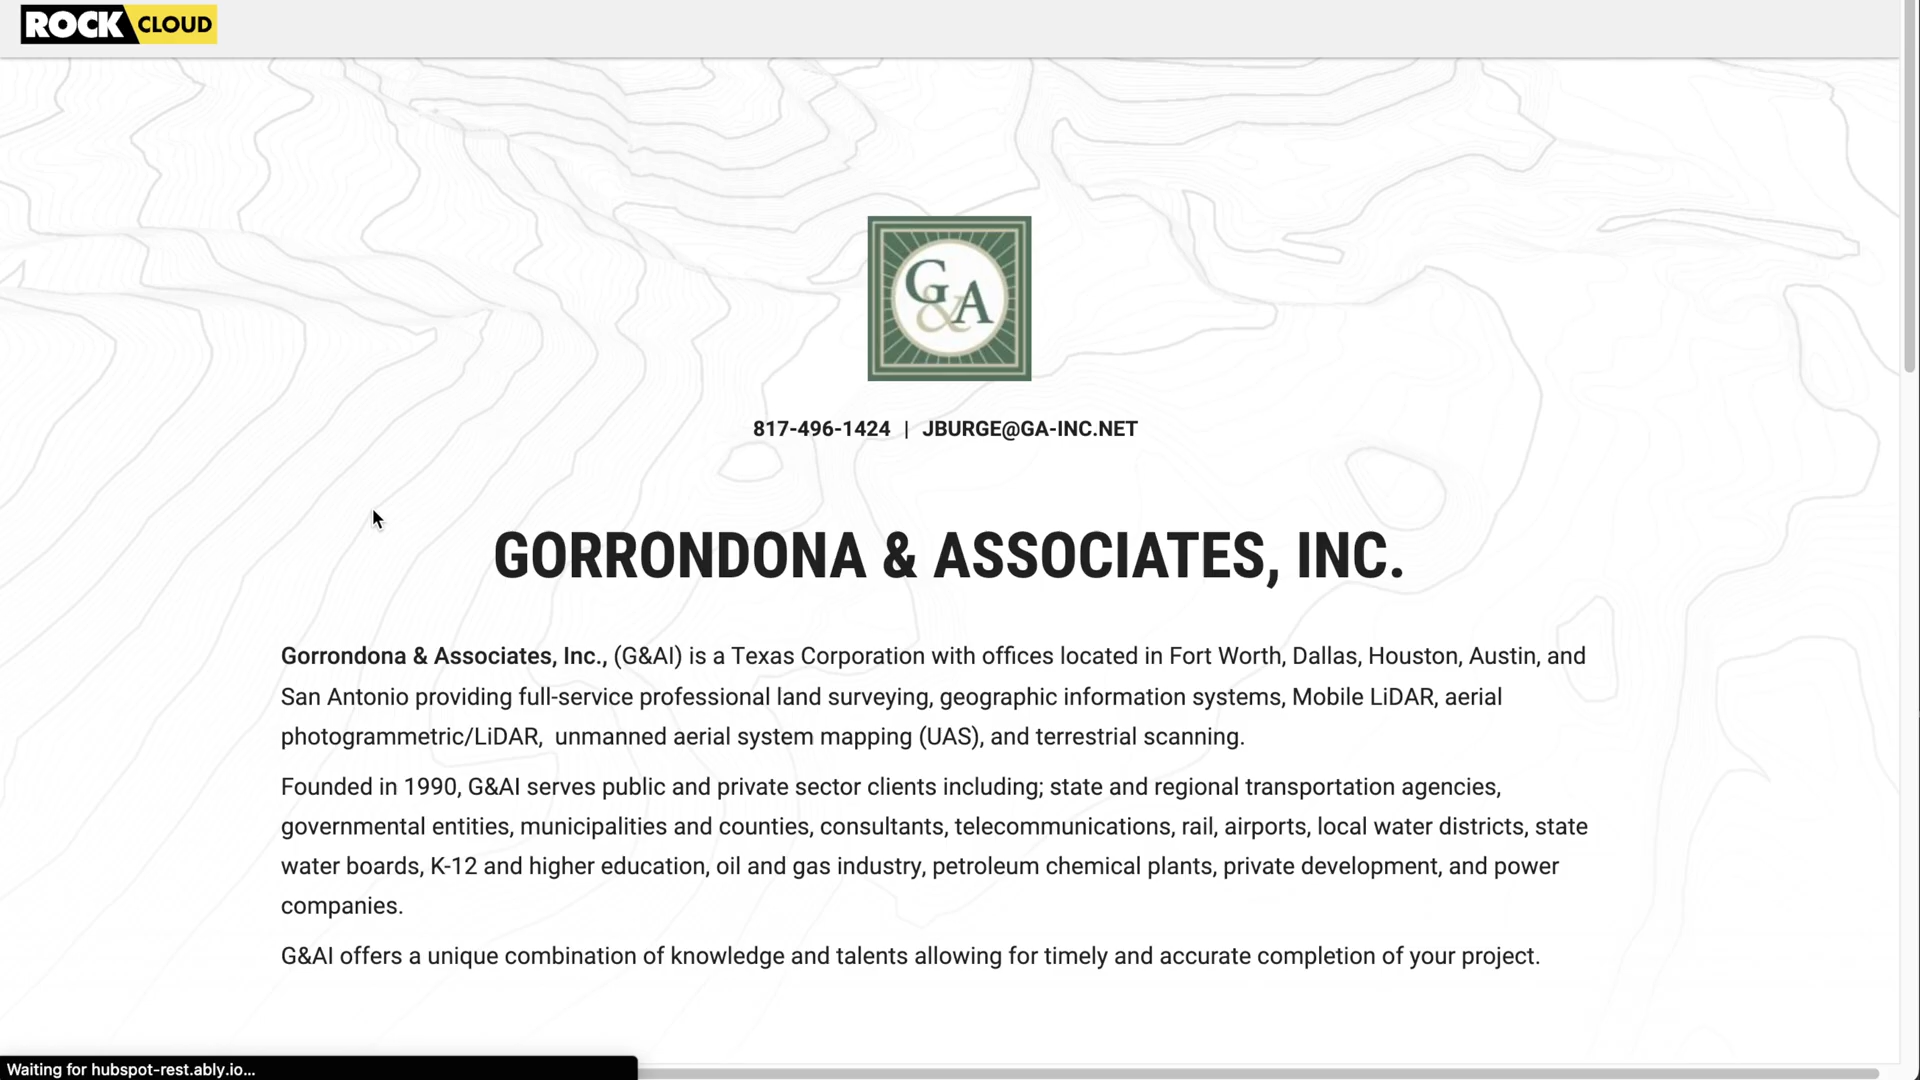 ROCK CLOUD
G&A
817-496-1424 | JBURGE@GA-INC.NET
GORRONDONA & ASSOCIATES, INC.
Gorrondona & Associates, Inc., (G&AI) is a Texas Corporation with offices located in Fort Worth, Dallas, Houston, Austin, and
San Antonio providing full-service professional land surveying, geographic information systems, Mobile LiDAR, aerial
photogrammetric/LiDAR,  unmanned aerial system mapping (UAS), and terrestrial scanning.
Founded in 1990, G&AI serves public and private sector clients including; state and regional transportation agencies,
governmental entities, municipalities and counties, consultants, telecommunications, rail, airports, local water districts, state
water boards, K-12 and higher education, oil and gas industry, petroleum chemical plants, private development, and power
companies.
G&AI offers a unique combination of knowledge and talents allowing for timely and accurate completion of your project.
Waiting for hubspot-rest.ably.io...